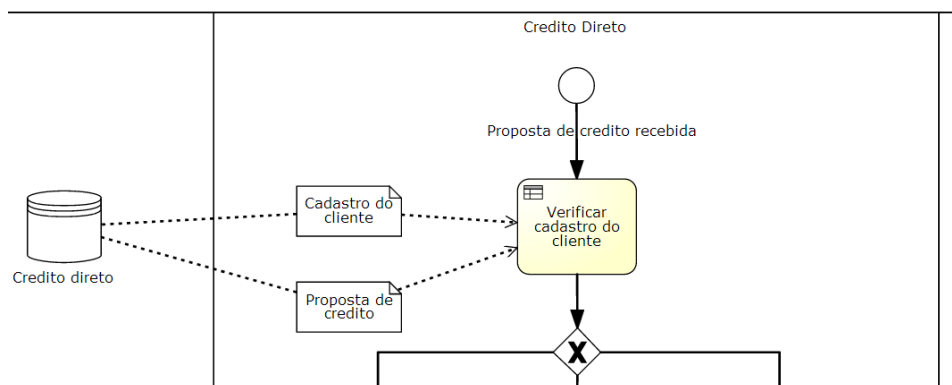 Credito Direto
Proposta de credito recebida
Cadastro do
cliente
Verificar
cadastro do
cliente
Credito direto
Proposta de
credito
X